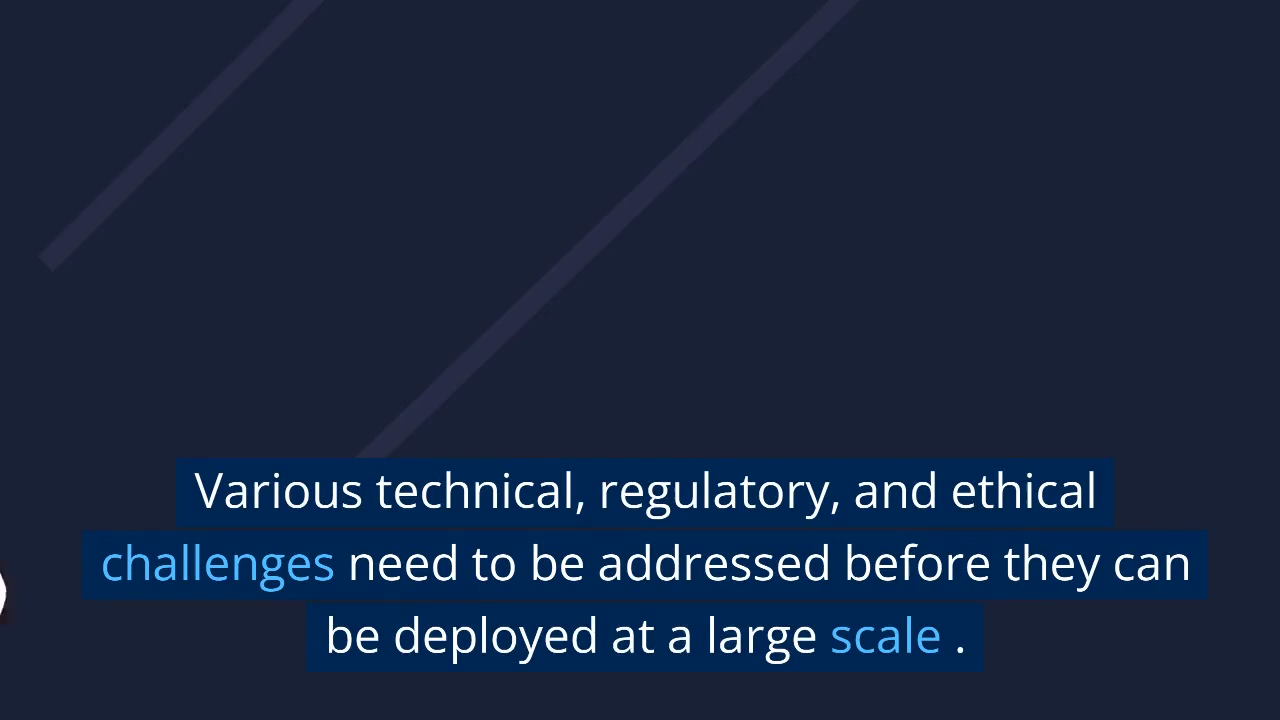 Various technical, regulatory, and ethical
challenges need to be addressed before they can
be deployed at a large scale .